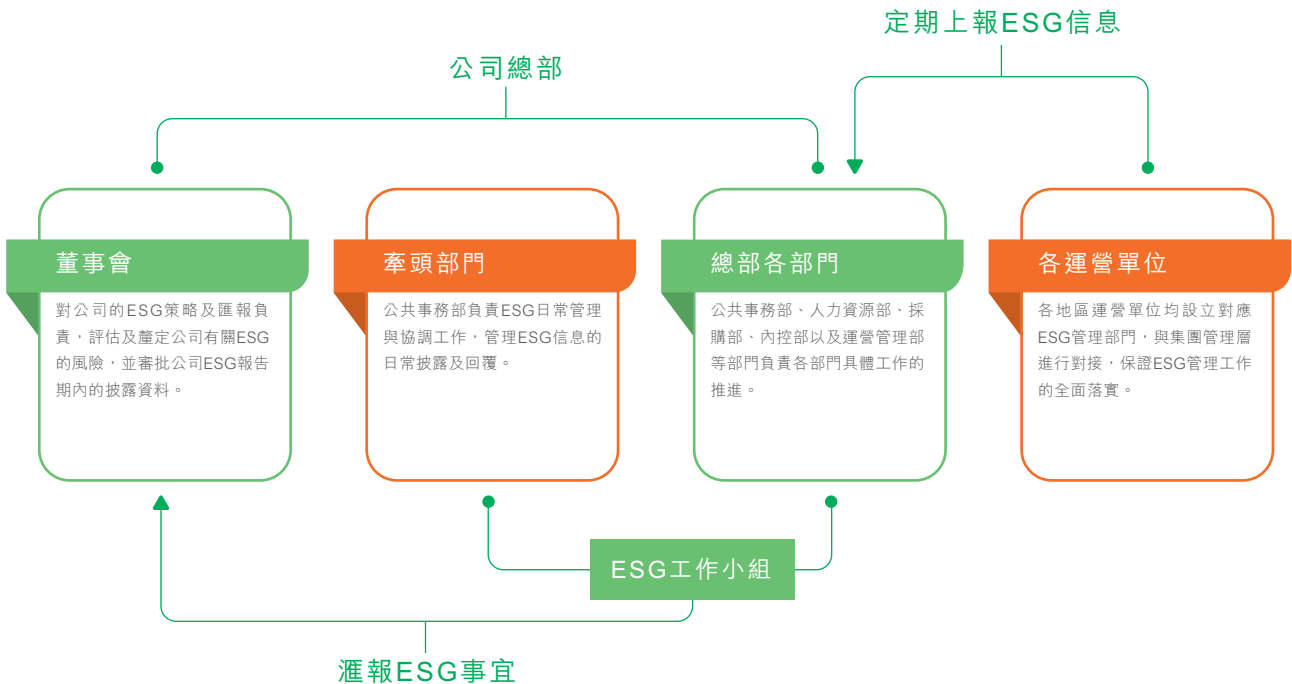 定期上報ESG信息
公司總部
董事會
對公司的ESG策略及匯報負
責，評估及釐定公司有關ESG
的風險，並審批公司ESG報告
期內的披露資料。
牽頭部門
公共事務部負責ESG日常管理
與協調工作，管理ESG信息的
日常披露及回覆。
總部各部門
公共事務部、人力資源部、採
購部、內控部以及運營管理部
等部門負責各部門具體工作的
推進。
各運營單位
各地區運營單位均設立對應
ESG管理部門，與集團管理層
進行對接，保證ESG管理工作
的全面落實。
ESG工作小組
滙報ESG事宜